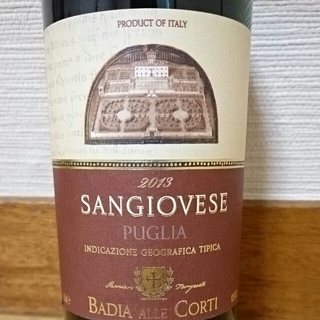 PRODUCT OF ITALY
2013
SANGIOVESE
PUGLIA
INDICAZIONE GEOGRAFICA TIPICA
BADIA ALLE CORTI